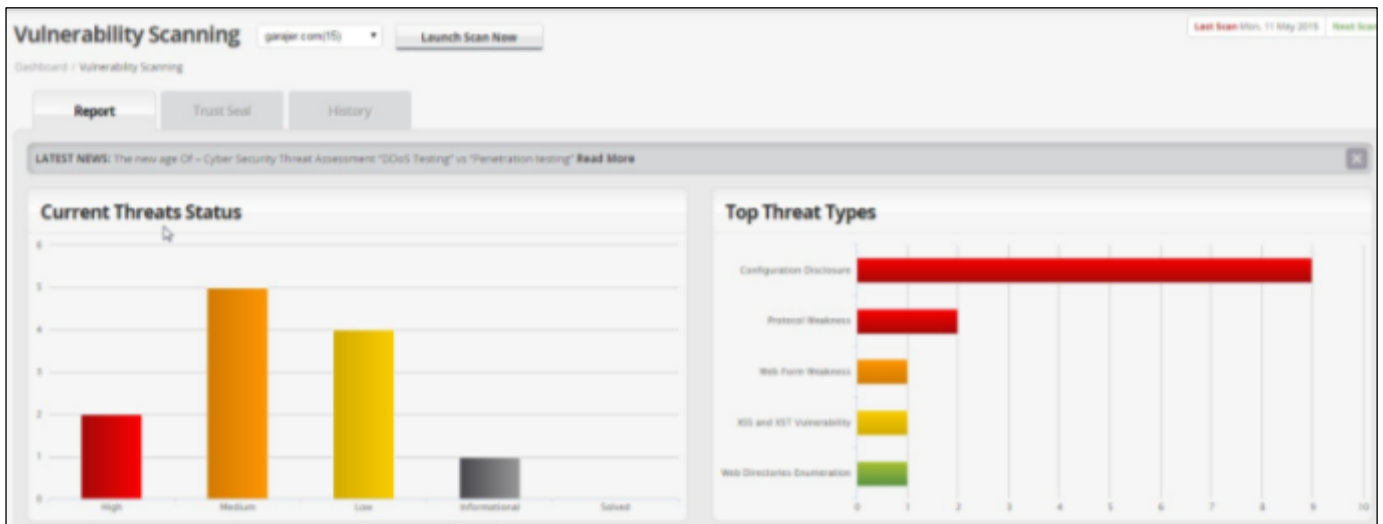 Vulnerability Scanning
garajer com(15)
Launch Scan Now
Last Scan Mon, 11 May 2015
Next Scan
Dashboard / Vulnerability Scanning
Report
Trust Seal
History
LATEST NEWS: The new age Of – Cyber Security Threat Assessment "DDoS Testing" vs "Penetration testing" Read More
Current Threats Status
6
5
4
3
2
1
0
High
Medium
Low
Informational
Solved
Top Threat Types
Configuration Disclosure
Protocol Weakness
Web Form Weakness
XSS and XST Vulnerability
Web Directories Enumeration
0 1 2 3 4 5 6 7 8 9 10